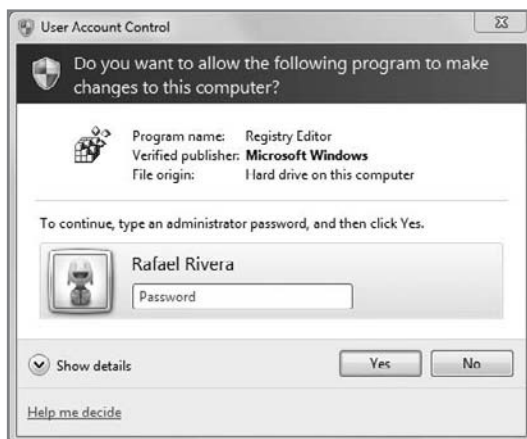 User Account Control
Do you want to allow the following program to make
changes to this computer?
Program name: Registry Editor
Verified publisher: Microsoft Windows
File origin: Hard drive on this computer
To continue, type an administrator password, and then click Yes.
Rafael Rivera
Password
Show details
Yes
No
Help me decide